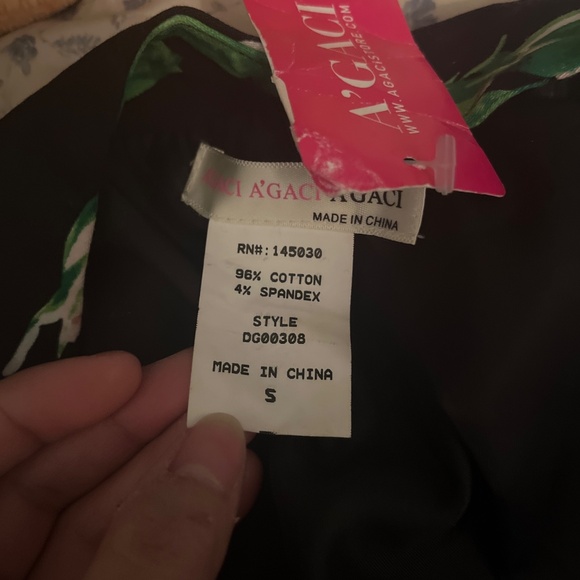 A'GACI
WWW.AGACISTORE.COM
ACI A'GACI A'GACI
MADE IN CHINA
RN#: 145030
96% COTTON
4% SPANDEX
STYLE
DG00308
MADE IN CHINA
S